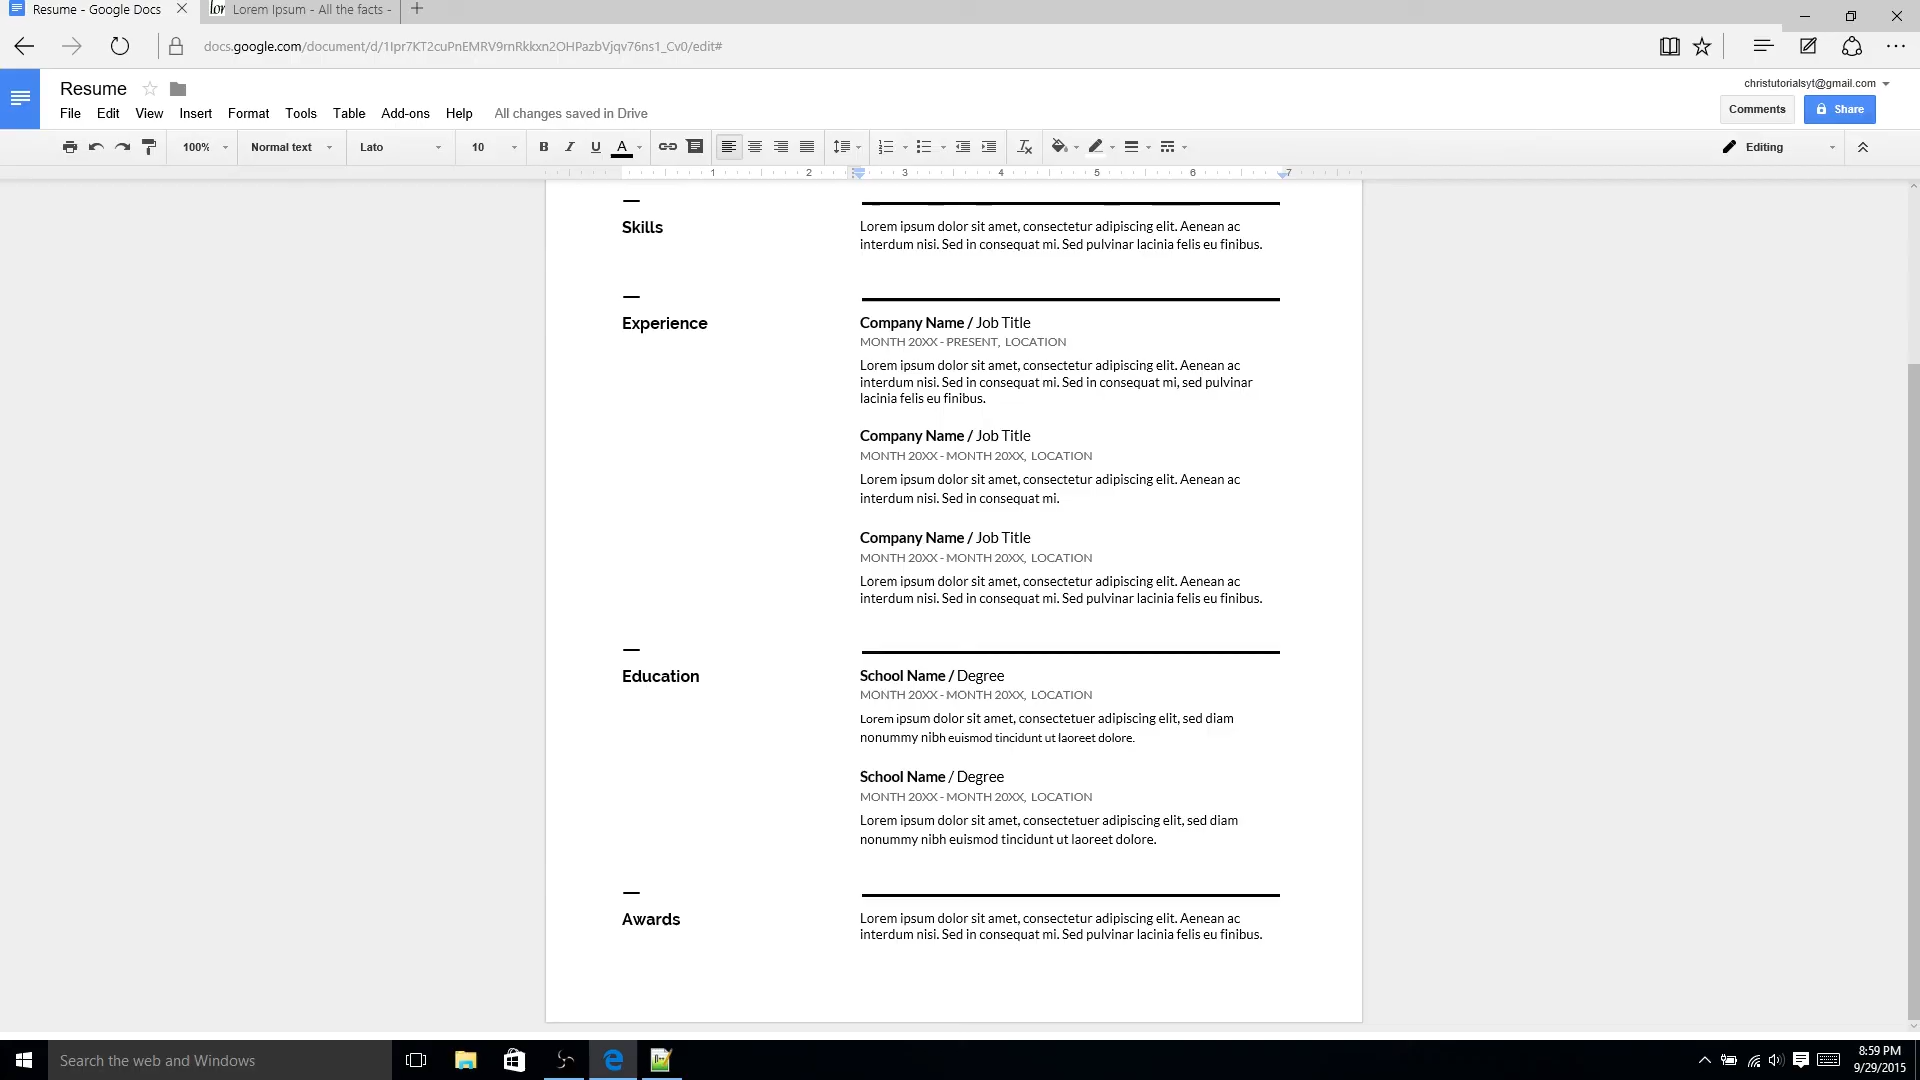 Resume - Google Docs
lor Lorem Ipsum - All the facts -
docs.google.com/document/d/1Ipr7KT2cuPnEMRV9rnRkkxn2OHPazbVjqv76ns1_Cv0/edit#
Resume
christutorialsyt@gmail.com
File Edit View Insert Format Tools Table Add-ons Help All changes saved in Drive
Comments Share
100% Normal text Lato 10 B I U A Editing
1 2 3 4 5 6 7
Skills
Lorem ipsum dolor sit amet, consectetur adipiscing elit. Aenean ac
interdum nisi. Sed in consequat mi. Sed pulvinar lacinia felis eu finibus.
Experience
Company Name / Job Title
MONTH 20XX - PRESENT, LOCATION
Lorem ipsum dolor sit amet, consectetur adipiscing elit. Aenean ac
interdum nisi. Sed in consequat mi. Sed in consequat mi, sed pulvinar
lacinia felis eu finibus.
Company Name / Job Title
MONTH 20XX - MONTH 20XX, LOCATION
Lorem ipsum dolor sit amet, consectetur adipiscing elit. Aenean ac
interdum nisi. Sed in consequat mi.
Company Name / Job Title
MONTH 20XX - MONTH 20XX, LOCATION
Lorem ipsum dolor sit amet, consectetur adipiscing elit. Aenean ac
interdum nisi. Sed in consequat mi. Sed pulvinar lacinia felis eu finibus.
Education
School Name / Degree
MONTH 20XX - MONTH 20XX, LOCATION
Lorem ipsum dolor sit amet, consectetuer adipiscing elit, sed diam
nonummy nibh euismod tincidunt ut laoreet dolore.
School Name / Degree
MONTH 20XX - MONTH 20XX, LOCATION
Lorem ipsum dolor sit amet, consectetuer adipiscing elit, sed diam
nonummy nibh euismod tincidunt ut laoreet dolore.
Awards
Lorem ipsum dolor sit amet, consectetur adipiscing elit. Aenean ac
interdum nisi. Sed in consequat mi. Sed pulvinar lacinia felis eu finibus.
Search the web and Windows
8:59 PM
9/29/2015